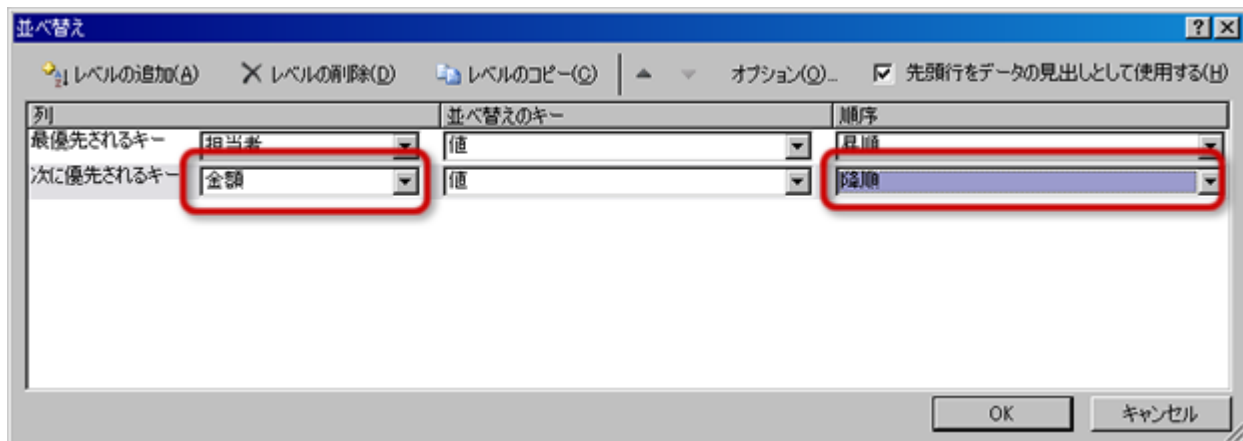 並べ替え
レベルの追加(A) レベルの削除(D) レベルのコピー(C) オプション(O)... 先頭行をデータの見出しとして使用する(H)
列 並べ替えのキー 順序
最優先されるキー 担当者 値 昇順
次に優先されるキー 金額 値 降順
OK キャンセル